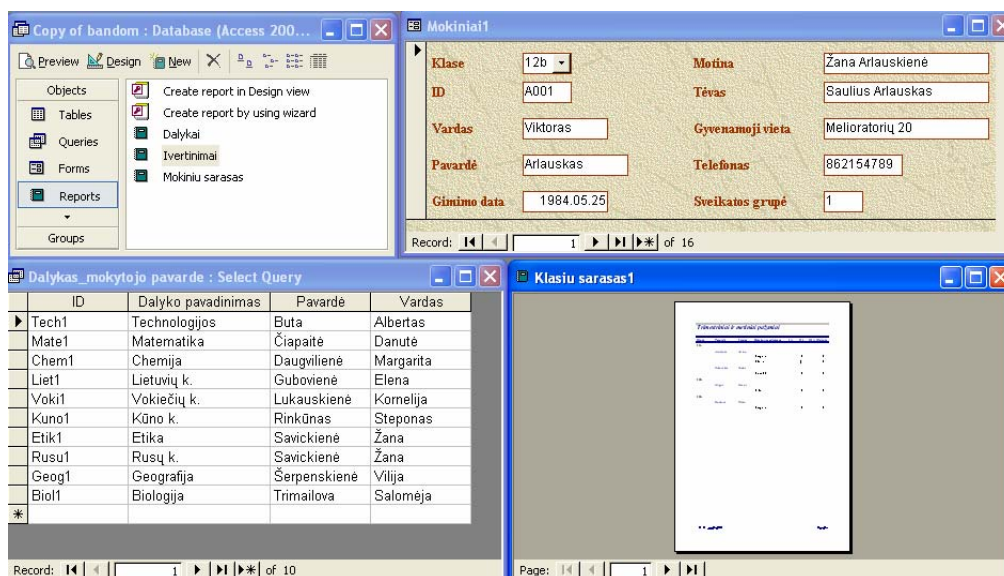 Copy of bandom : Database (Access 200...
Preview Design New
Objects
Tables
Queries
Forms
Reports
Groups
Create report in Design view
Create report by using wizard
Dalykai
Ivertinimai
Mokiniu sarasas
Mokiniai1
Klase 12b Motina Žana Arlauskienė
ID A001 Tėvas Saulius Arlauskas
Vardas Viktoras Gyvenamoji vieta Melioratorių 20
Pavardė Arlauskas Telefonas 862154789
Gimimo data 1984.05.25 Sveikatos grupė 1
Record: 1 of 16
Dalykas_mokytojo pavarde : Select Query
ID Dalyko pavadinimas Pavardė Vardas
Tech1 Technologijos Buta Albertas
Mate1 Matematika Čiapaitė Danutė
Chem1 Chemija Daugvilienė Margarita
Liet1 Lietuvių k. Gubovienė Elena
Voki1 Vokiečių k. Lukauskienė Kornelija
Kuno1 Kūno k. Rinkūnas Steponas
Etik1 Etika Savickienė Žana
Rusu1 Rusų k. Savickienė Žana
Geog1 Geografija Šerpenskienė Vilija
Biol1 Biologija Trimailova Salomėja
Record: 1 of 10
Klasiu sarasas1
Trimestriniai ir metiniai pažymiai
Page: 1